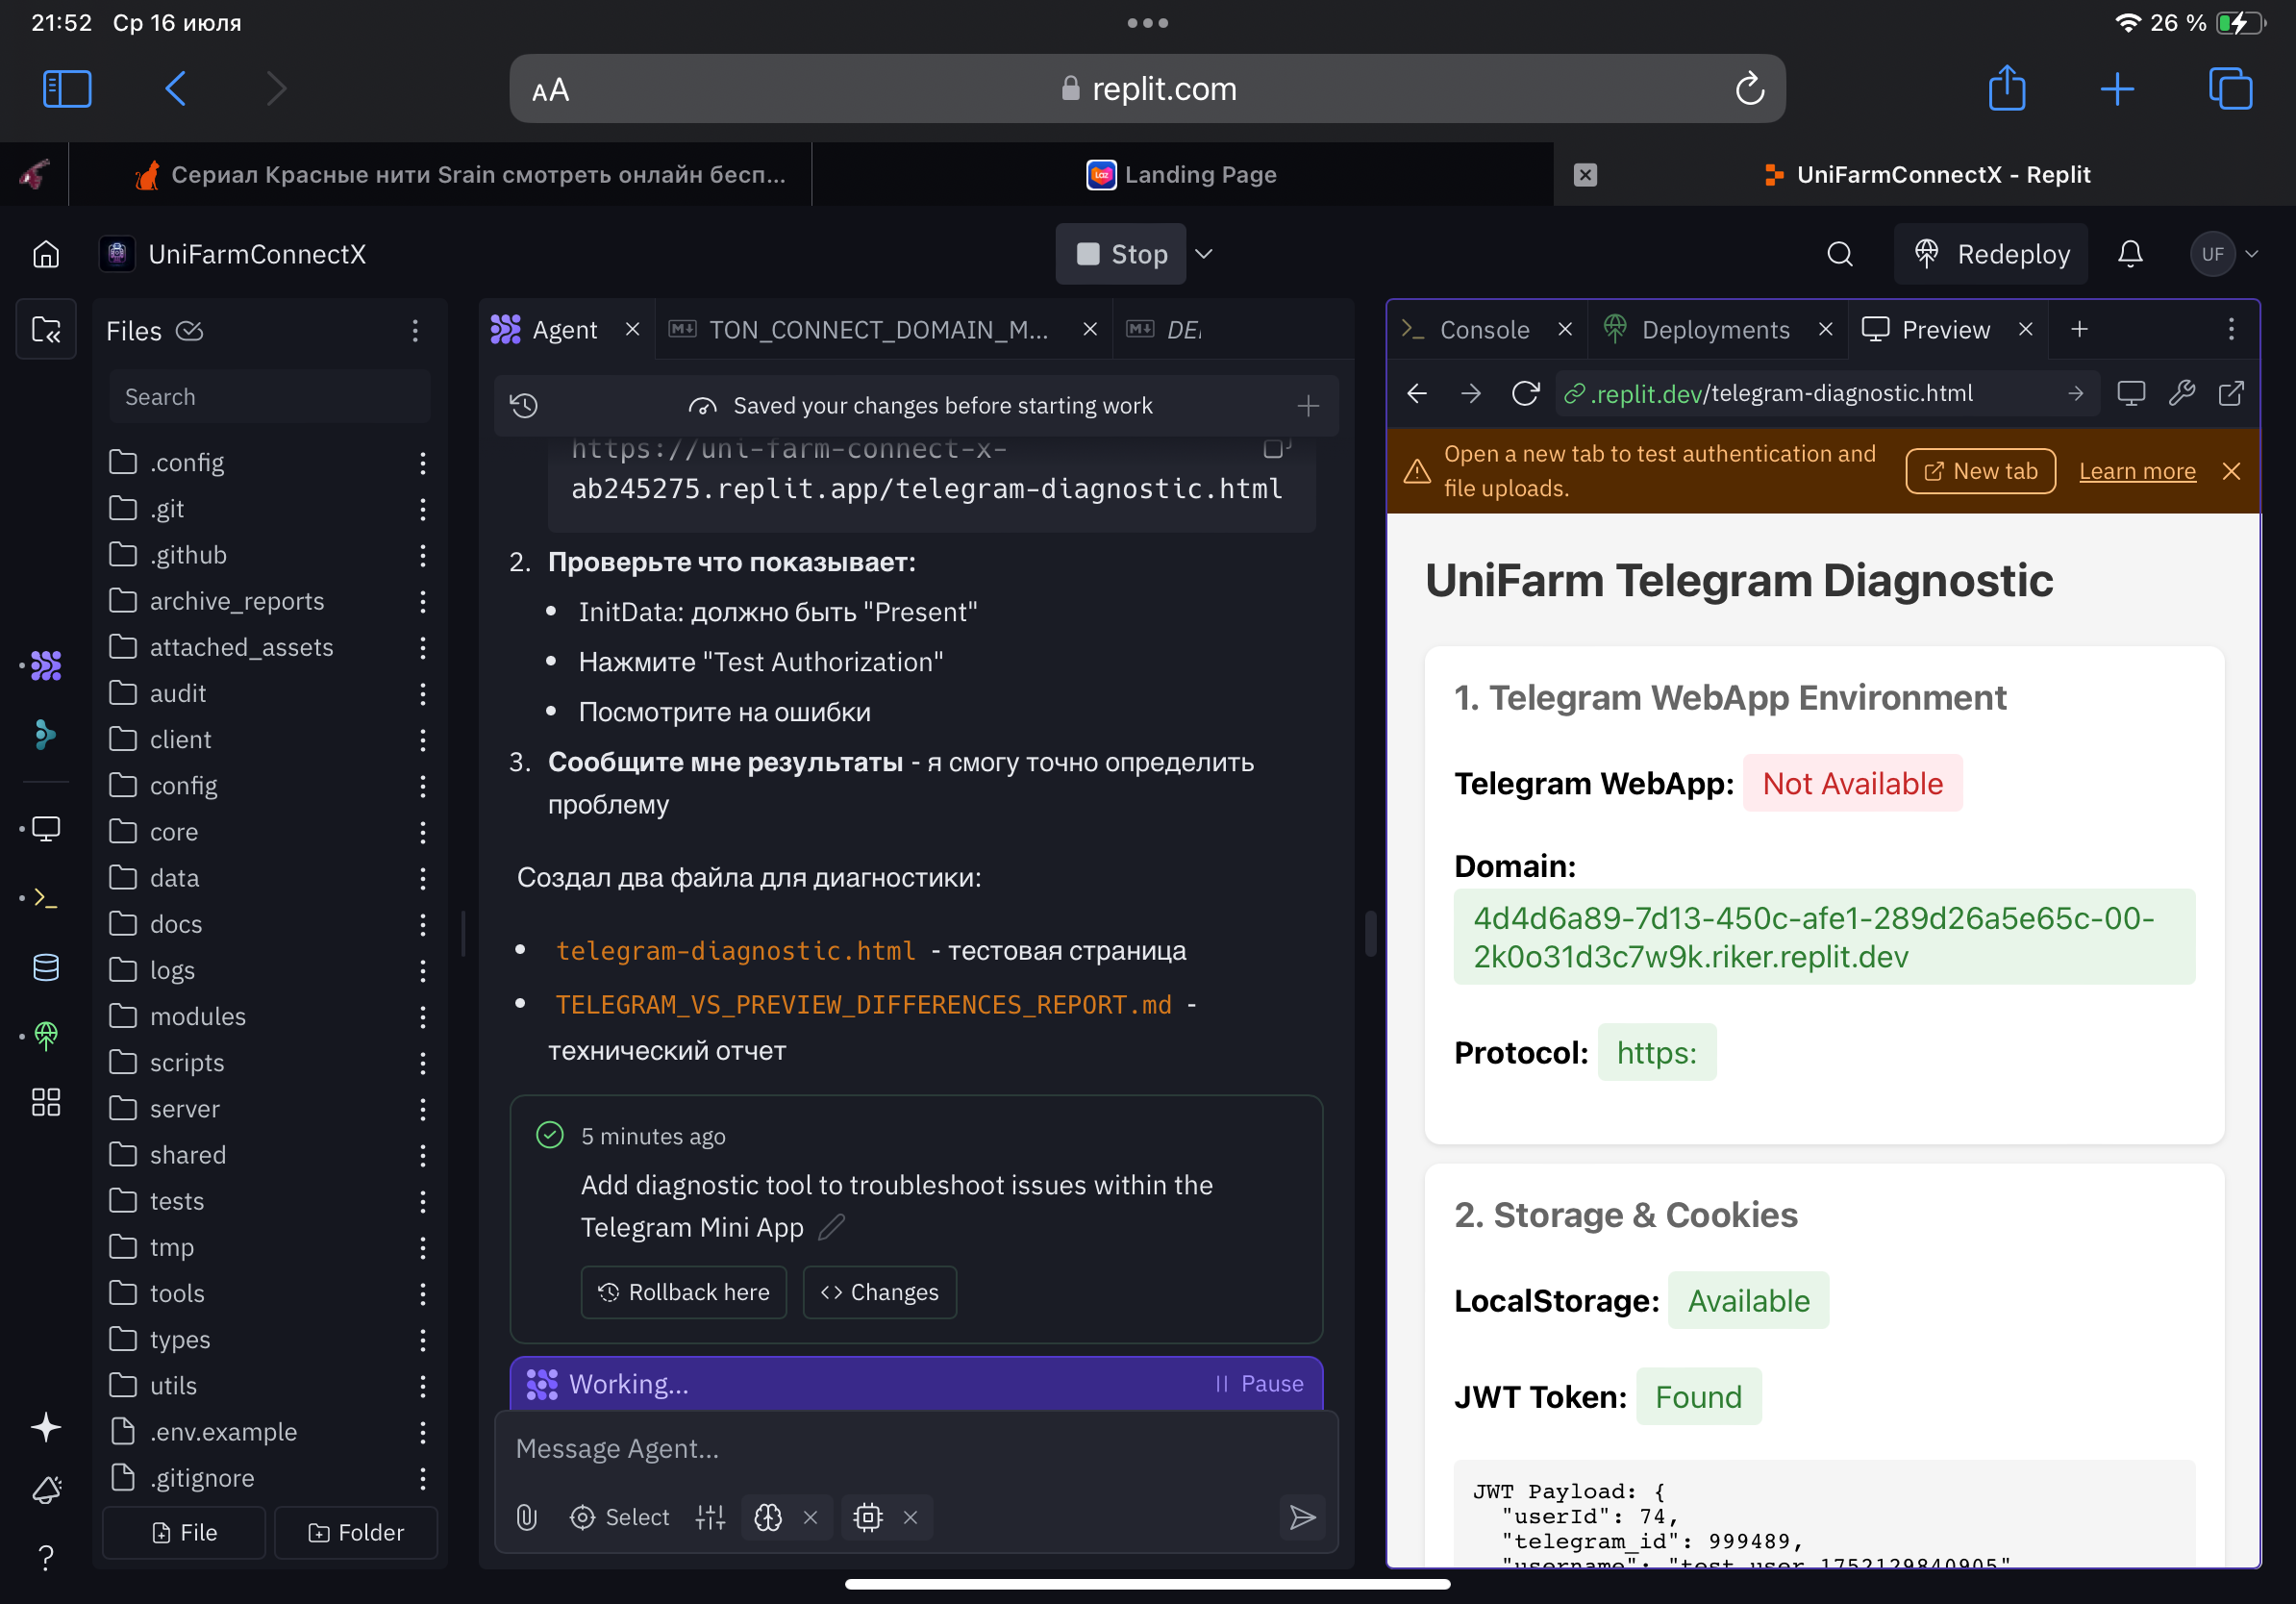 21:52 Ср 16 июля
26 %
AA
replit.com
Сериал Красные нити Srain смотреть онлайн бесп...
Landing Page
UniFarmConnectX - Replit
UniFarmConnectX
Stop
Redeploy
UF
Files
Search
.config
.git
.github
archive_reports
attached_assets
audit
client
config
core
data
docs
logs
modules
scripts
server
shared
tests
tmp
tools
types
utils
.env.example
.gitignore
File
Folder
Agent
TON_CONNECT_DOMAIN_M...
Saved your changes before starting work
https://uni-farm-connect-x-
ab245275.replit.app/telegram-diagnostic.html
2. Проверьте что показывает:
• InitData: должно быть "Present"
• Нажмите "Test Authorization"
• Посмотрите на ошибки
3. Сообщите мне результаты - я смогу точно определить
проблему
Создал два файла для диагностики:
• telegram-diagnostic.html - тестовая страница
• TELEGRAM_VS_PREVIEW_DIFFERENCES_REPORT.md -
технический отчет
5 minutes ago
Add diagnostic tool to troubleshoot issues within the
Telegram Mini App
Rollback here
Changes
Working...
Pause
Message Agent...
Select
Console
Deployments
Preview
.replit.dev/telegram-diagnostic.html
Open a new tab to test authentication and
file uploads.
New tab
Learn more
UniFarm Telegram Diagnostic
1. Telegram WebApp Environment
Telegram WebApp: Not Available
Domain:
4d4d6a89-7d13-450c-afe1-289d26a5e65c-00-
2k0o31d3c7w9k.riker.replit.dev
Protocol: https:
2. Storage & Cookies
LocalStorage: Available
JWT Token: Found
JWT Payload: {
"userId": 74,
"telegram_id": 999489,
"username": "test_user_1752129840905"